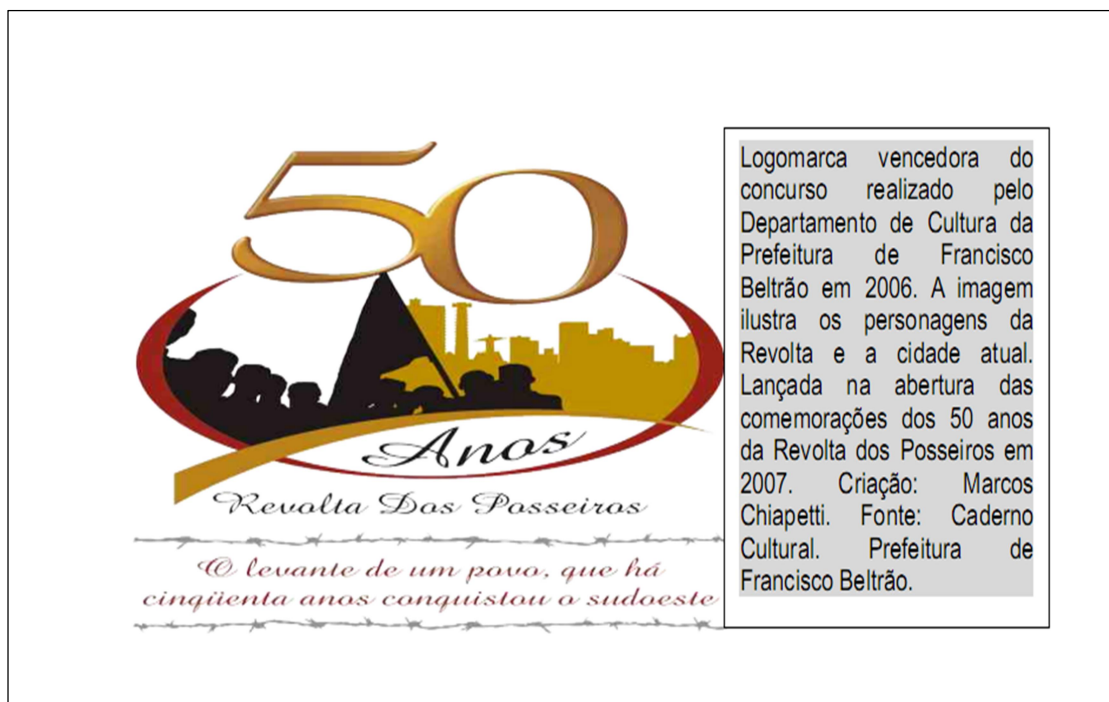 50
Anos
Revolta Dos Posseiros
O levante de um povo, que há
cinqüenta anos conquistou o sudoeste
Logomarca vencedora do
concurso realizado pelo
Departamento de Cultura da
Prefeitura de Francisco
Beltrão em 2006. A imagem
ilustra os personagens da
Revolta e a cidade atual.
Lançada na abertura das
comemorações dos 50 anos
da Revolta dos Posseiros em
2007. Criação: Marcos
Chiapetti. Fonte: Caderno
Cultural. Prefeitura de
Francisco Beltrão.